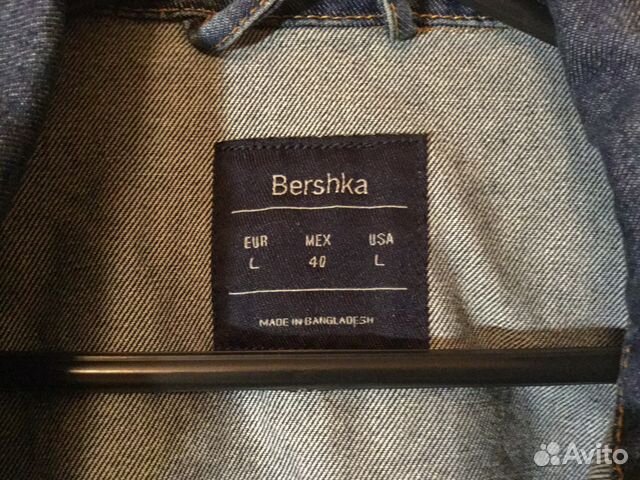 Bershka
EUR MEX USA
L 40 L
MADE IN BANGLADESH
Avito